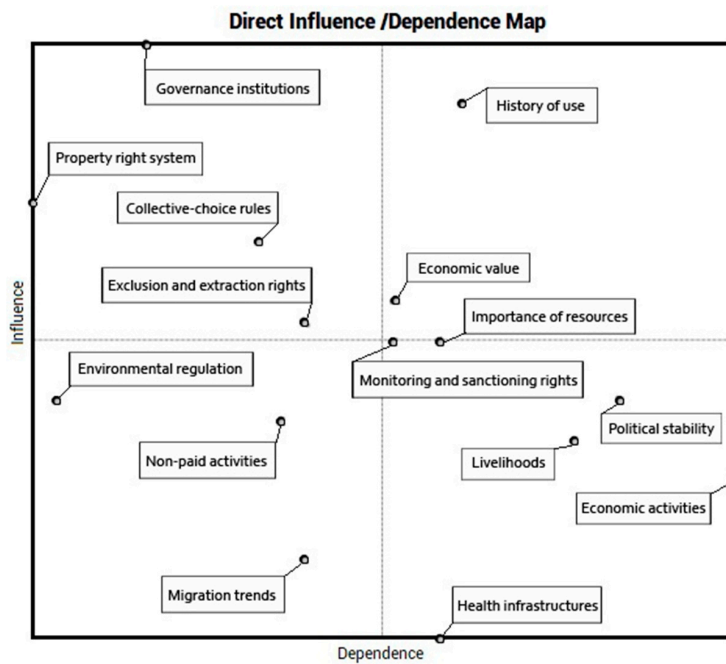 Direct Influence /Dependence Map
Governance institutions
History of use
Property right system
Collective-choice rules
Economic value
Exclusion and extraction rights
Importance of resources
Influence
Environmental regulation
Monitoring and sanctioning rights
Political stability
Non-paid activities
Livelihoods
Economic activities
Migration trends
Health infrastructures
Dependence